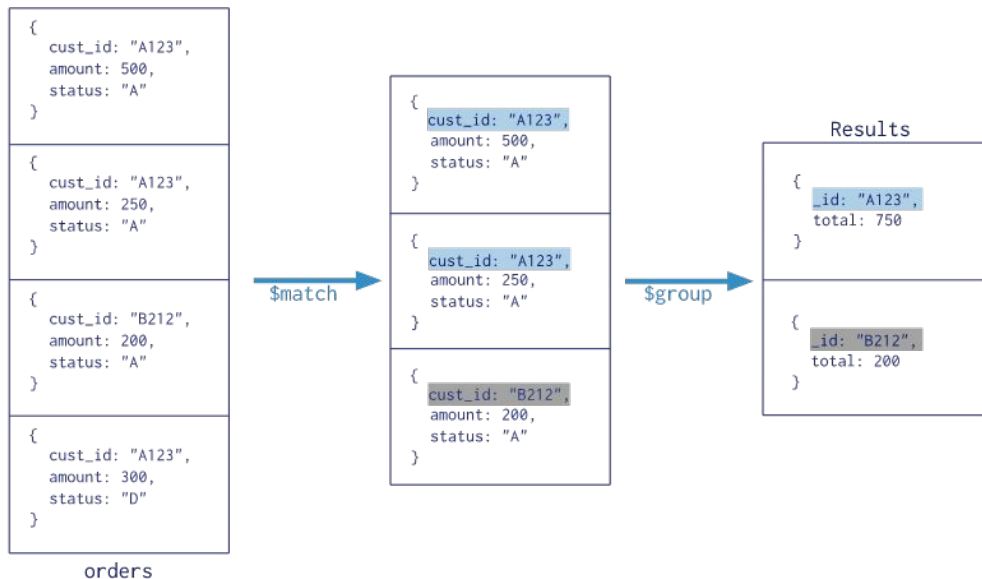 {
cust_id: "A123",
amount: 500,
status: "A"
}
{
cust_id: "A123",
amount: 250,
status: "A"
}
{
cust_id: "B212",
amount: 200,
status: "A"
}
{
cust_id: "A123",
amount: 300,
status: "D"
}
orders
$match
{
cust_id: "A123",
amount: 500,
status: "A"
}
{
cust_id: "A123",
amount: 250,
status: "A"
}
{
cust_id: "B212",
amount: 200,
status: "A"
}
$group
Results
{
_id: "A123",
total: 750
}
{
_id: "B212",
total: 200
}